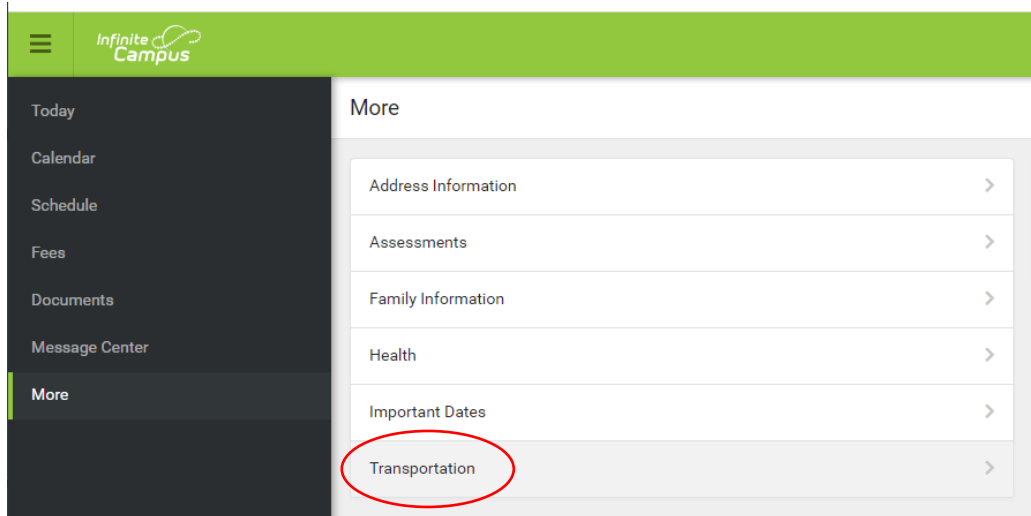 Infinite
Campus
Today
Calendar
Schedule
Fees
Documents
Message Center
More
More
Address Information
Assessments
Family Information
Health
Important Dates
Transportation